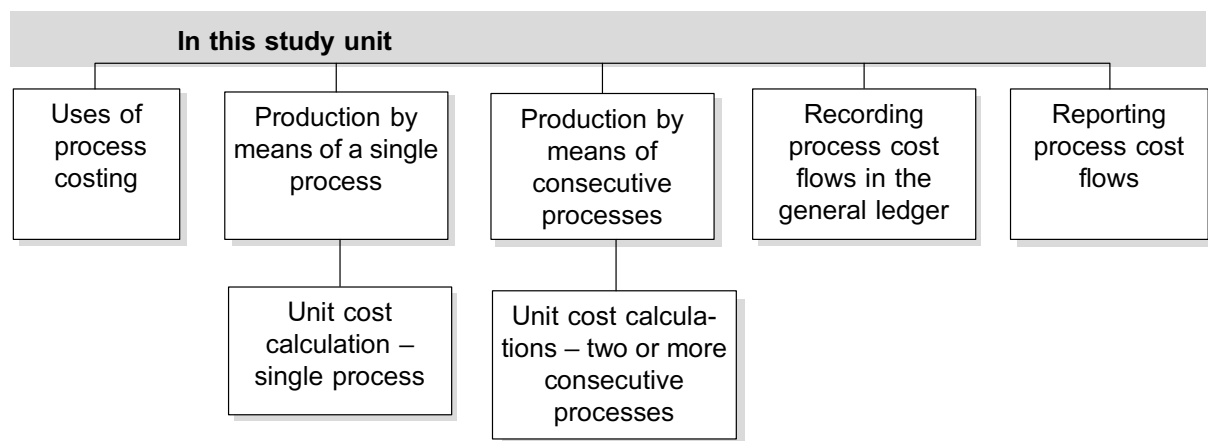 In this study unit
Uses of
process
costing
Production by
means of a single
process
Production by
means of
consecutive
processes
Recording
process cost
flows in the
general ledger
Reporting
process cost
flows
Unit cost
calculation –
single process
Unit cost calcula-
tions – two or more
consecutive
processes